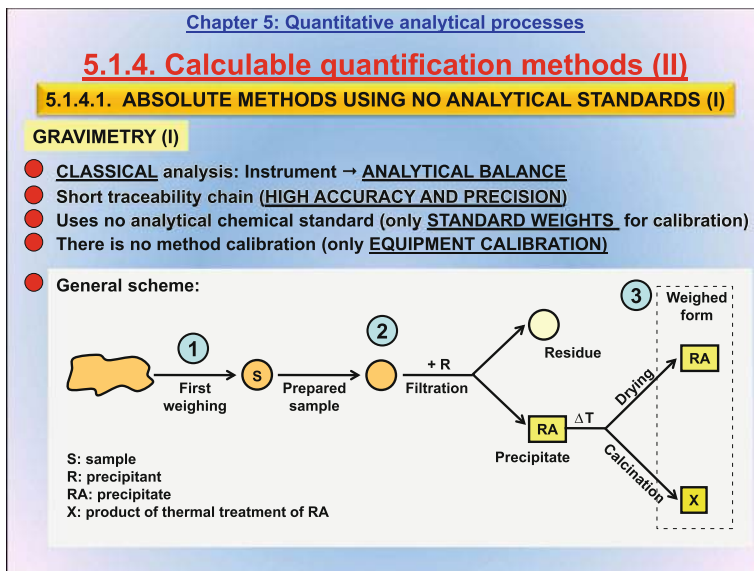 Chapter 5: Quantitative analytical processes
5.1.4. Calculable quantification methods (II)
5.1.4.1. ABSOLUTE METHODS USING NO ANALYTICAL STANDARDS (I)
GRAVIMETRY (I)
CLASSICAL analysis: Instrument → ANALYTICAL BALANCE
Short traceability chain (HIGH ACCURACY AND PRECISION)
Uses no analytical chemical standard (only STANDARD WEIGHTS for calibration)
There is no method calibration (only EQUIPMENT CALIBRATION)
General scheme:
1
2
3
Weighed
form
S
First
weighing
Prepared
sample
+ R
Filtration
Residue
RA
Precipitate
ΔT
Drying
Calcination
RA
X
S: sample
R: precipitant
RA: precipitate
X: product of thermal treatment of RA